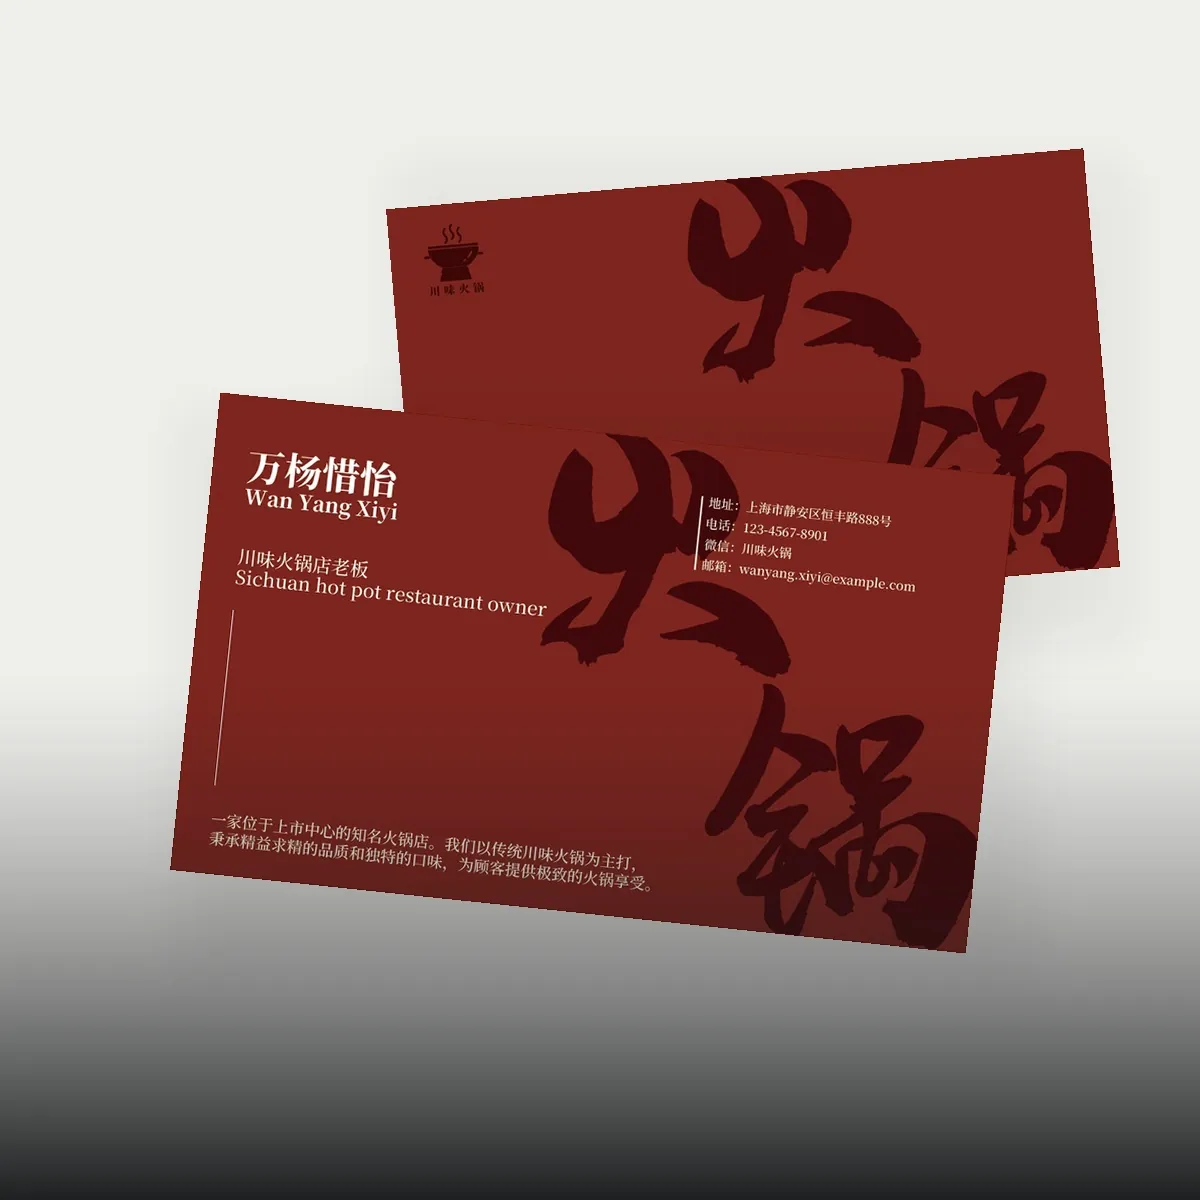 川味火锅
火
锅
万杨惜怡
Wan Yang Xiyi
川味火锅店老板
Sichuan hot pot restaurant owner
火
锅
地址：上海市静安区恒丰路888号
电话：123-4567-8901
微信：川味火锅
邮箱：wanyang.xiyi@example.com
一家位于上市中心的知名火锅店。我们以传统川味火锅为主打，
秉承精益求精的品质和独特的口味，为顾客提供极致的火锅享受。